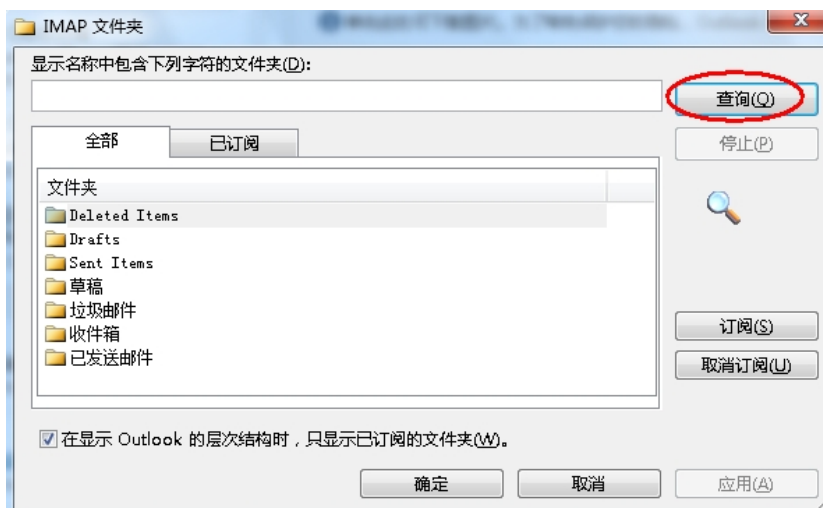 IMAP 文件夹
显示名称中包含下列字符的文件夹(D):
查询(Q)
全部 已订阅
停止(P)
文件夹
Deleted Items
Drafts
Sent Items
草稿
垃圾邮件
收件箱
已发送邮件
订阅(S)
取消订阅(U)
在显示 Outlook 的层次结构时，只显示已订阅的文件夹(W)。
确定 取消 应用(A)